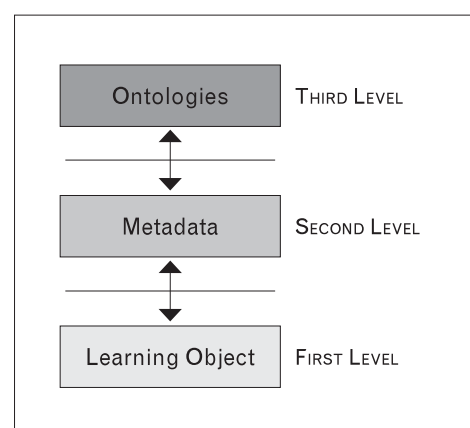 Ontologies THIRD LEVEL
Metadata SECOND LEVEL
Learning Object FIRST LEVEL